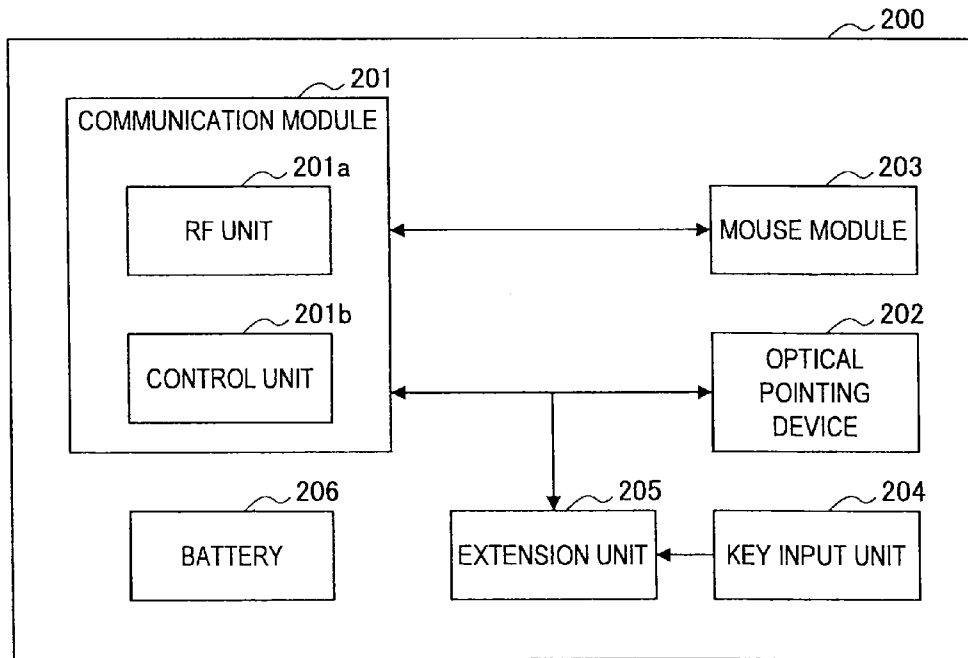 200
201
COMMUNICATION MODULE
201a
RF UNIT
203
MOUSE MODULE
201b
CONTROL UNIT
202
OPTICAL
POINTING
DEVICE
206
BATTERY
205
EXTENSION UNIT
204
KEY INPUT UNIT